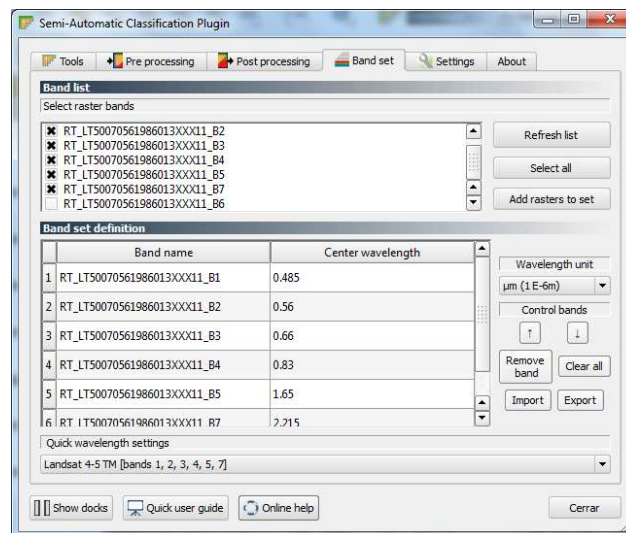 Semi-Automatic Classification Plugin
Tools Pre processing Post processing Band set Settings About
Band list
Select raster bands
RT_LT50070561986013XXX11_B2
RT_LT50070561986013XXX11_B3
RT_LT50070561986013XXX11_B4
RT_LT50070561986013XXX11_B5
RT_LT50070561986013XXX11_B7
RT_LT50070561986013XXX11_B6
Refresh list
Select all
Add rasters to set
Band set definition
Band name Center wavelength
1 RT_LT50070561986013XXX11_B1 0.485
2 RT_LT50070561986013XXX11_B2 0.56
3 RT_LT50070561986013XXX11_B3 0.66
4 RT_LT50070561986013XXX11_B4 0.83
5 RT_LT50070561986013XXX11_B5 1.65
6 RT_LT50070561986013XXX11_B7 2.215
Wavelength unit
µm (1 E-6m)
Control bands
↑ ↓
Remove band Clear all
Import Export
Quick wavelength settings
Landsat 4-5 TM [bands 1, 2, 3, 4, 5, 7]
Show docks Quick user guide Online help Cerrar